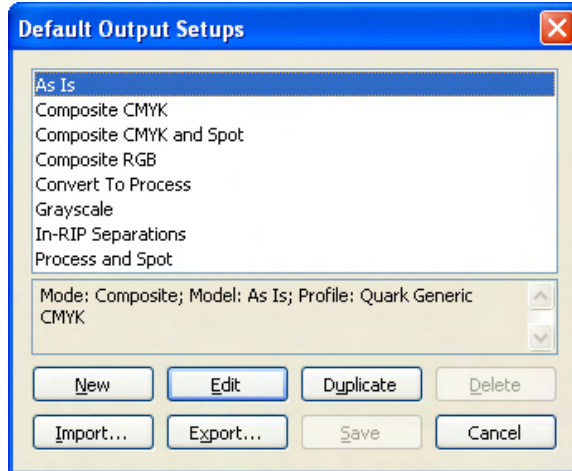 Default Output Setups
As Is
Composite CMYK
Composite CMYK and Spot
Composite RGB
Convert To Process
Grayscale
In-RIP Separations
Process and Spot
Mode: Composite; Model: As Is; Profile: Quark Generic
CMYK
New Edit Duplicate Delete
Import... Export... Save Cancel